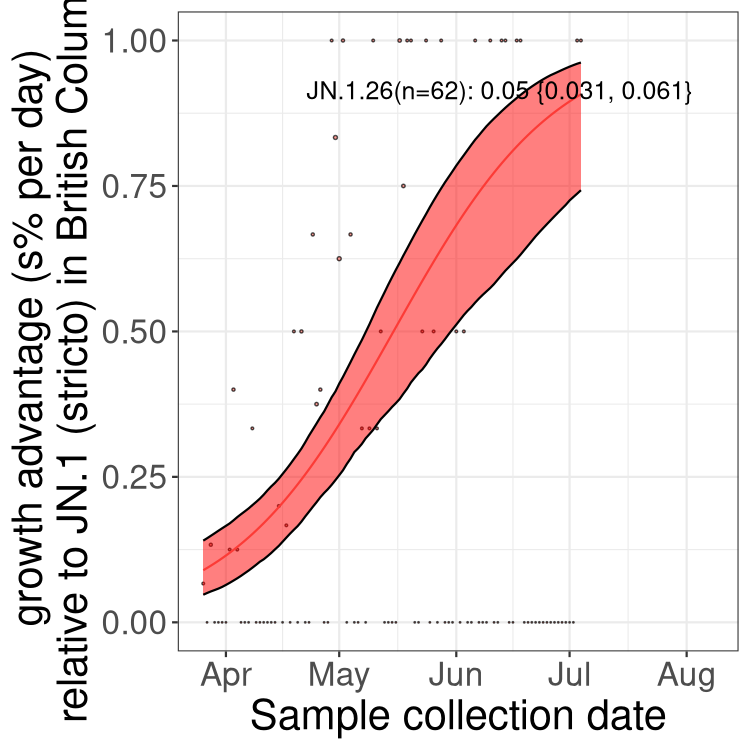 growth advantage (s% per day)
relative to JN.1 (stricto) in British Colum
1.00
0.75
0.50
0.25
0.00
JN.1.26(n=62): 0.05 {0.031, 0.061}
Apr May Jun Jul Aug
Sample collection date